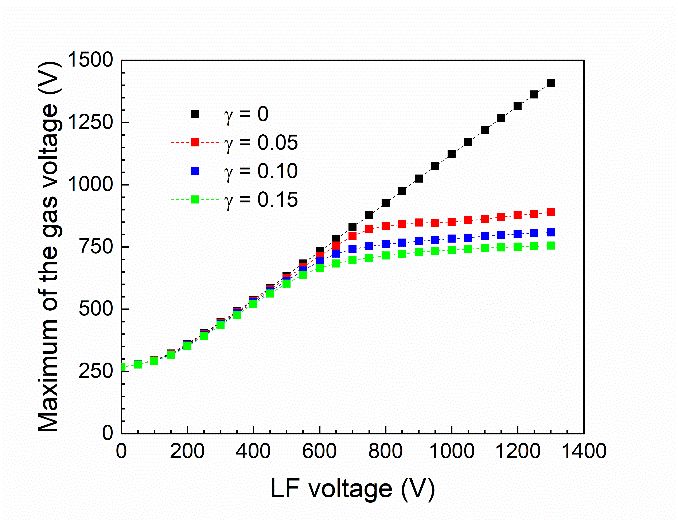 1500
1250
1000
750
500
250
0
Maximum of the gas voltage (V)
γ = 0
γ = 0.05
γ = 0.10
γ = 0.15
0 200 400 600 800 1000 1200 1400
LF voltage (V)